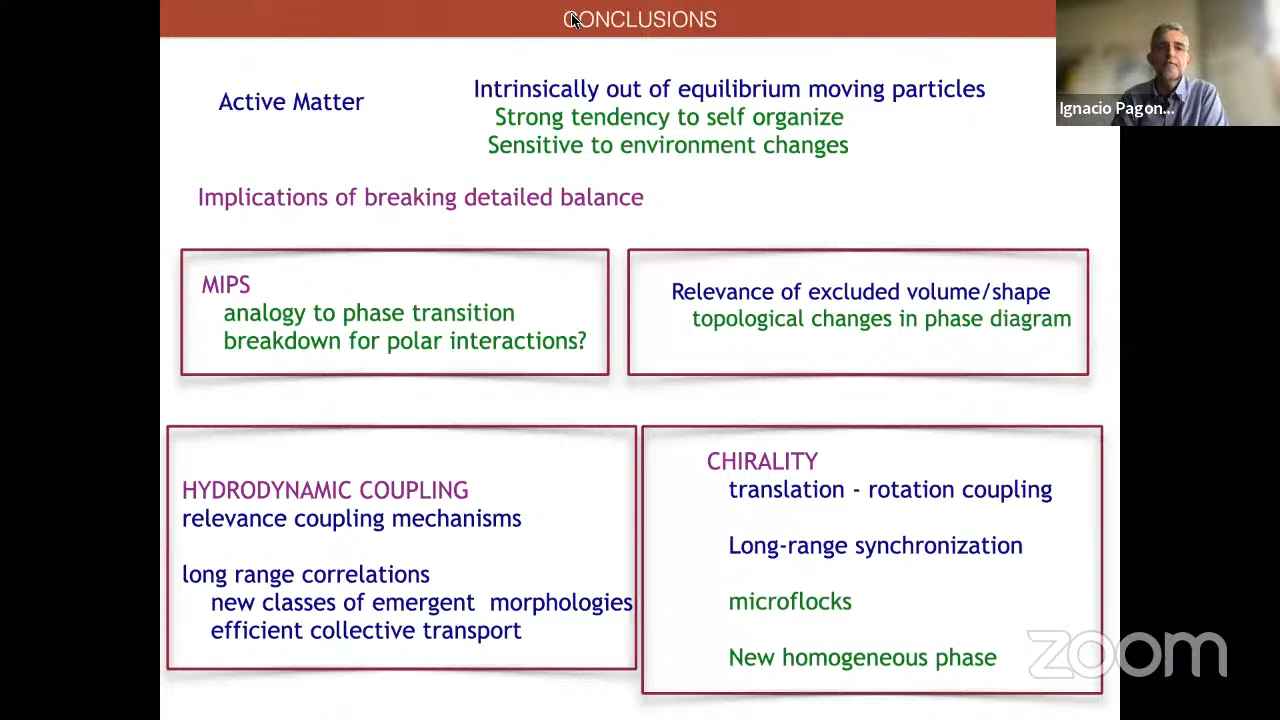 CONCLUSIONS
Ignacio Pagon...
Active Matter
Intrinsically out of equilibrium moving particles
Strong tendency to self organize
Sensitive to environment changes
Implications of breaking detailed balance
MIPS
analogy to phase transition
breakdown for polar interactions?
Relevance of excluded volume/shape
topological changes in phase diagram
HYDRODYNAMIC COUPLING
relevance coupling mechanisms
long range correlations
new classes of emergent morphologies
efficient collective transport
CHIRALITY
translation - rotation coupling
Long-range synchronization
microflocks
New homogeneous phase
zoom